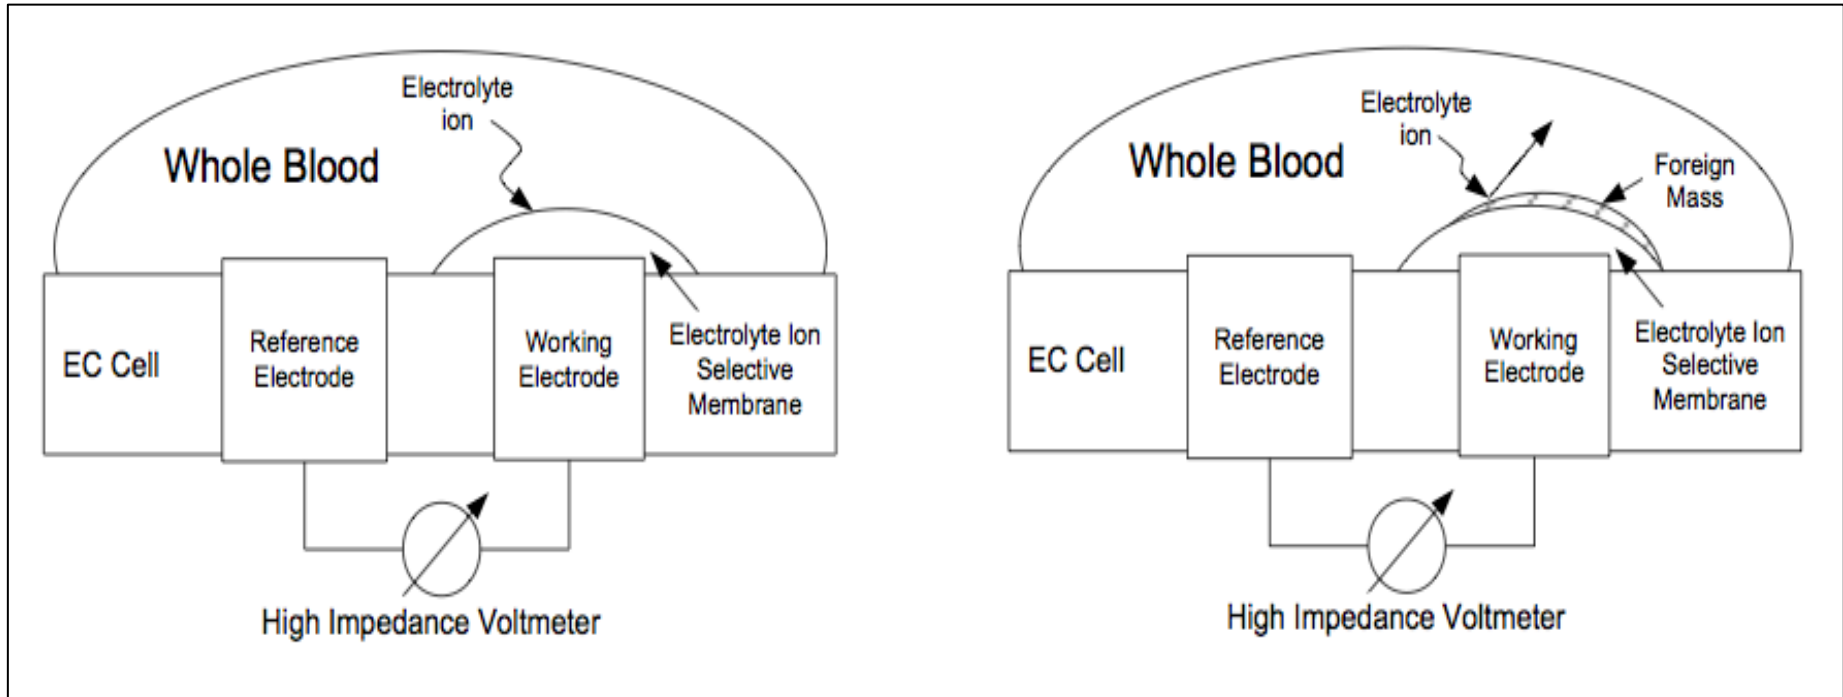 Electrolyte
ion
Whole Blood
EC Cell
Reference
Electrode
Working
Electrode
Electrolyte Ion
Selective
Membrane
High Impedance Voltmeter
Electrolyte
ion
Whole Blood
Foreign
Mass
EC Cell
Reference
Electrode
Working
Electrode
Electrolyte Ion
Selective
Membrane
High Impedance Voltmeter